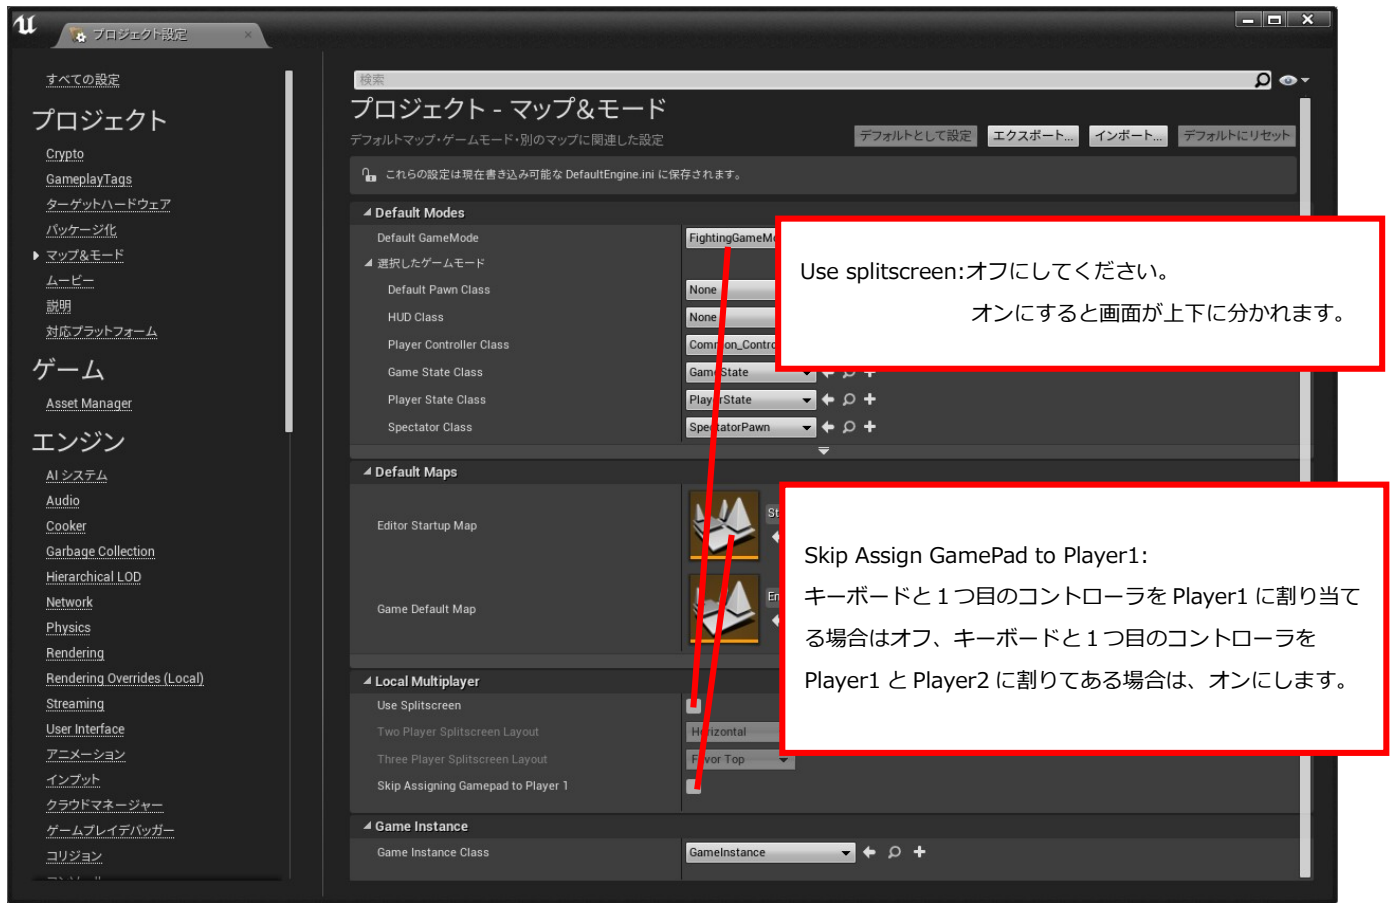 プロジェクト設定
すべての設定
プロジェクト
Crypto
GameplayTags
ターゲットハードウェア
パッケージ化
マップ&モード
ムービー
説明
対応プラットフォーム
ゲーム
Asset Manager
エンジン
AI システム
Audio
Cooker
Garbage Collection
Hierarchical LOD
Network
Physics
Rendering
Rendering Overrides (Local)
Streaming
User Interface
アニメーション
インプット
クラウドマネージャー
ゲームプレイデバッガー
コリジョン
検索
プロジェクト - マップ&モード
デフォルトマップ・ゲームモード・別のマップに関連した設定
デフォルトとして設定 エクスポート... インポート... デフォルトにリセット
これらの設定は現在書き込み可能な DefaultEngine.ini に保存されます。
Default Modes
Default GameMode FightingGameM
選択したゲームモード
Default Pawn Class None
HUD Class None
Player Controller Class Common_Contro
Game State Class GameState
Player State Class PlayerState
Spectator Class SpectatorPawn
Default Maps
Editor Startup Map St
Game Default Map En
Local Multiplayer
Use Splitscreen
Two Player Splitscreen Layout Horizontal
Three Player Splitscreen Layout Favor Top
Skip Assigning Gamepad to Player 1
Game Instance
Game Instance Class GameInstance
Use splitscreen:オフにしてください。
オンにすると画面が上下に分かれます。
Skip Assign GamePad to Player1:
キーボードと１つ目のコントローラを Player1 に割り当て
る場合はオフ、キーボードと１つ目のコントローラを
Player1 と Player2 に割りてある場合は、オンにします。